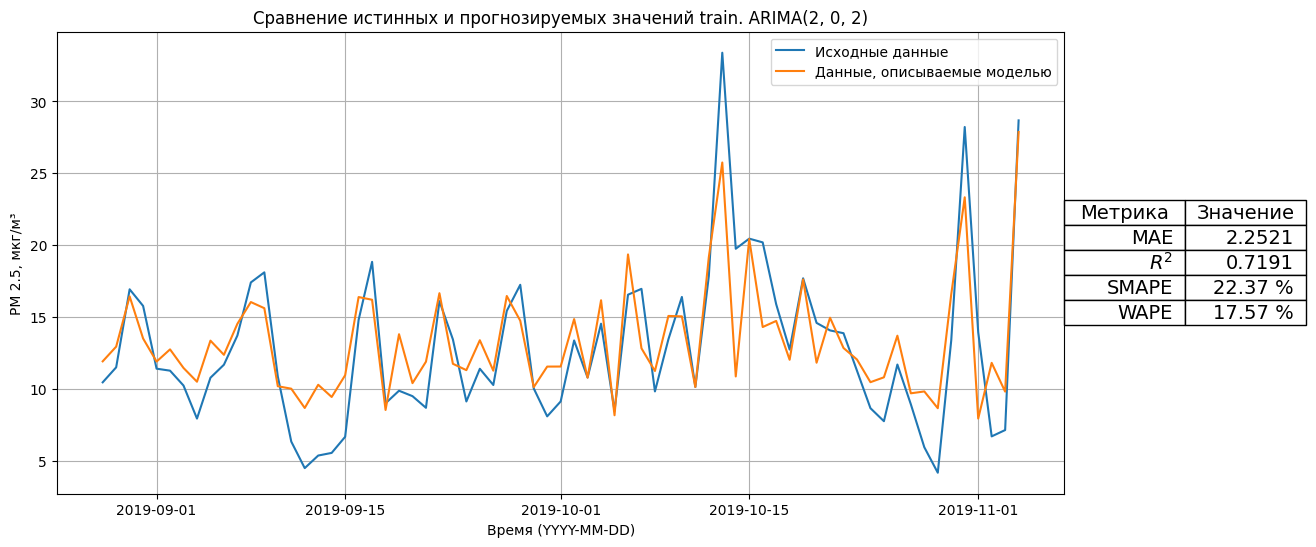 Сравнение истинных и прогнозируемых значений train. ARIMA(2, 0, 2)
Исходные данные
Данные, описываемые моделью
30
25
20
15
10
5
PM 2.5, мкг/м³
2019-09-01 2019-09-15 2019-10-01 2019-10-15 2019-11-01
Время (YYYY-MM-DD)
Метрика Значение
MAE 2.2521
R² 0.7191
SMAPE 22.37 %
WAPE 17.57 %